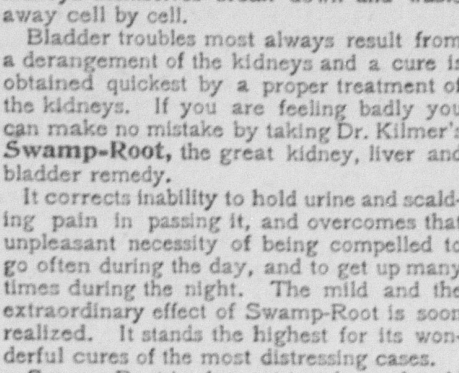 away cell by cell.
Bladder troubles most always result from
a derangement of the kidneys and a cure is
obtained quickest by a proper treatment of
the kidneys. If you are feeling badly you
can make no mistake by taking Dr. Kilmer's
Swamp-Root, the great kidney, liver and
bladder remedy.
It corrects inability to hold urine and scald-
ing pain in passing it, and overcomes that
unpleasant necessity of being compelled to
go often during the day, and to get up many
times during the night. The mild and the
extraordinary effect of Swamp-Root is soon
realized. It stands the highest for its won-
derful cures of the most distressing cases.